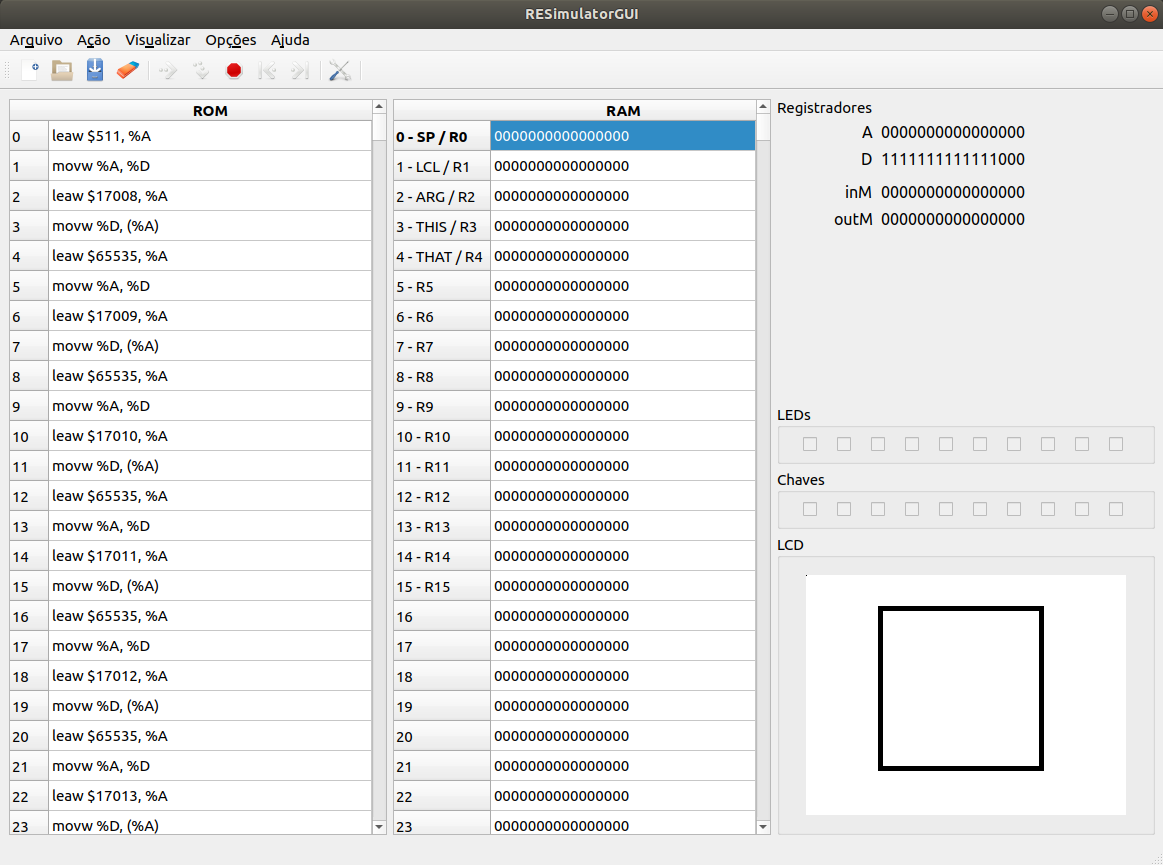 RESimulatorGUI
Arquivo Ação Visualizar Opções Ajuda
ROM
0 leaw $511, %A
1 movw %A, %D
2 leaw $17008, %A
3 movw %D, (%A)
4 leaw $65535, %A
5 movw %A, %D
6 leaw $17009, %A
7 movw %D, (%A)
8 leaw $65535, %A
9 movw %A, %D
10 leaw $17010, %A
11 movw %D, (%A)
12 leaw $65535, %A
13 movw %A, %D
14 leaw $17011, %A
15 movw %D, (%A)
16 leaw $65535, %A
17 movw %A, %D
18 leaw $17012, %A
19 movw %D, (%A)
20 leaw $65535, %A
21 movw %A, %D
22 leaw $17013, %A
23 movw %D, (%A)
RAM
0 - SP / R0 0000000000000000
1 - LCL / R1 0000000000000000
2 - ARG / R2 0000000000000000
3 - THIS / R3 0000000000000000
4 - THAT / R4 0000000000000000
5 - R5 0000000000000000
6 - R6 0000000000000000
7 - R7 0000000000000000
8 - R8 0000000000000000
9 - R9 0000000000000000
10 - R10 0000000000000000
11 - R11 0000000000000000
12 - R12 0000000000000000
13 - R13 0000000000000000
14 - R14 0000000000000000
15 - R15 0000000000000000
16 0000000000000000
17 0000000000000000
18 0000000000000000
19 0000000000000000
20 0000000000000000
21 0000000000000000
22 0000000000000000
23 0000000000000000
Registradores
A 0000000000000000
D 1111111111111000
inM 0000000000000000
outM 0000000000000000
LEDs
Chaves
LCD